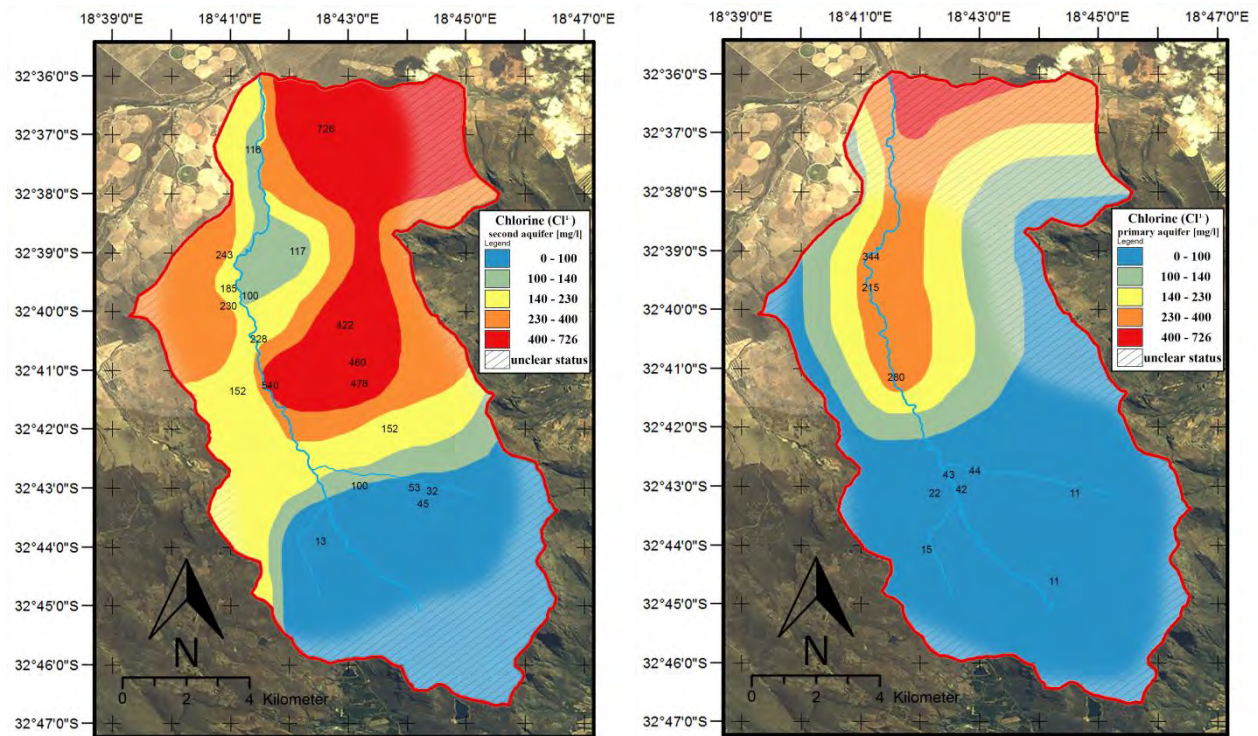 18°39'0"E 18°41'0"E 18°43'0"E 18°45'0"E 18°47'0"E
32°36'0"S
32°37'0"S
32°38'0"S
32°39'0"S
32°40'0"S
32°41'0"S
32°42'0"S
32°43'0"S
32°44'0"S
32°45'0"S
32°46'0"S
32°47'0"S
726
116
243
117
185
100
230
228
422
460
478
540
152
152
100
53
32
45
13
Chlorine (Cl¹⁻)
second aquifer [mg/l]
Legend
0 - 100
100 - 140
140 - 230
230 - 400
400 - 726
unclear status
N
0 2 4 Kilometer
18°39'0"E 18°41'0"E 18°43'0"E 18°45'0"E 18°47'0"E
32°36'0"S
32°37'0"S
32°38'0"S
32°39'0"S
32°40'0"S
32°41'0"S
32°42'0"S
32°43'0"S
32°44'0"S
32°45'0"S
32°46'0"S
32°47'0"S
344
215
260
43
44
22
42
11
15
11
Chlorine (Cl¹⁻)
primary aquifer [mg/l]
Legend
0 - 100
100 - 140
140 - 230
230 - 400
400 - 726
unclear status
N
0 2 4 Kilometer